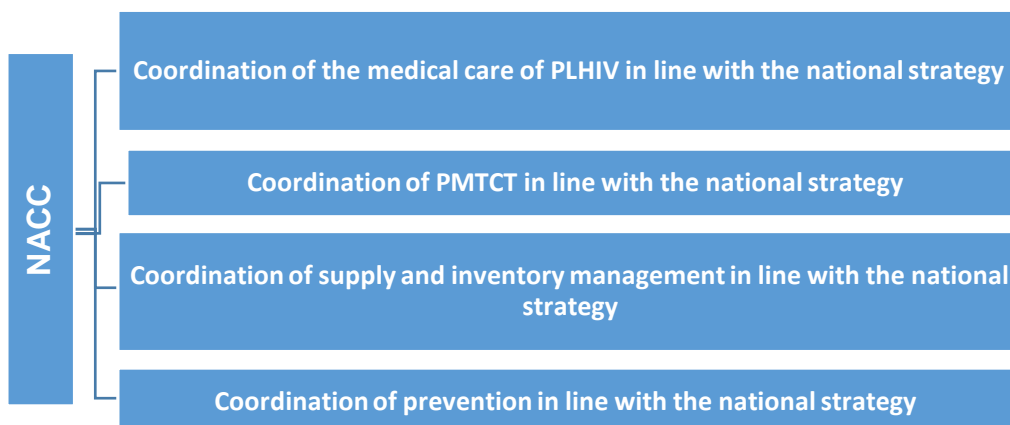 NACC
Coordination of the medical care of PLHIV in line with the national strategy
Coordination of PMTCT in line with the national strategy
Coordination of supply and inventory management in line with the national
strategy
Coordination of prevention in line with the national strategy